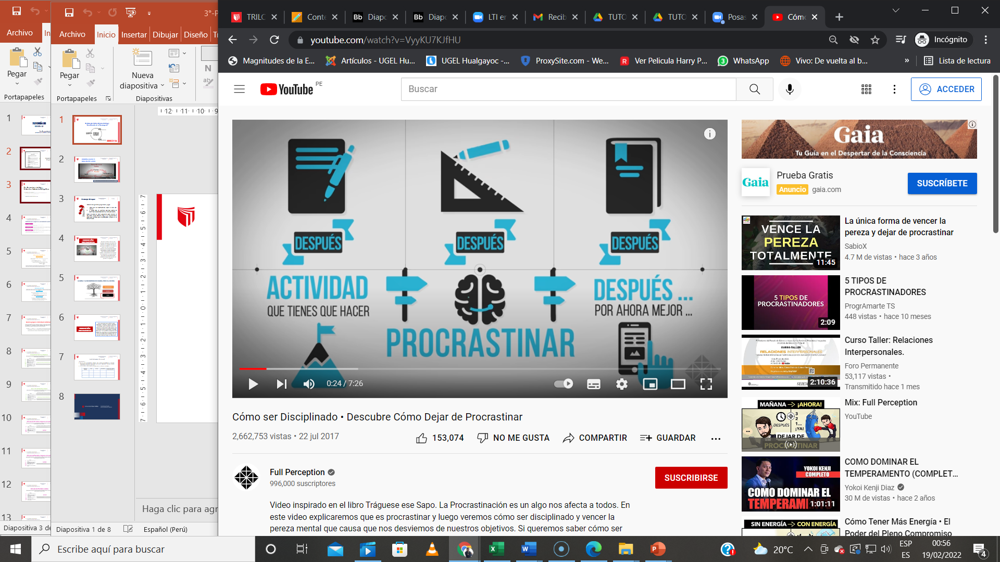 3°-P
TRILC
Conte
Diapo
Diapo
LTI en
Recib
TUTO
TUTO
Posas
Cómo
Archivo
In
Archivo
Inicio
Insertar
Dibujar
Diseño
youtube.com/watch?v=VyyKU7KJfHU
Incógnito
Magnitudes de la E...
Artículos - UGEL Hu...
UGEL Hualgayoc -...
ProxySite.com - We...
Ver Pelicula Harry P...
WhatsApp
Vivo: De vuelta al b...
»
Lista de lectura
Pegar
Portapapeles
Pegar
Portapapeles
Nueva
diapositiva
Diapositivas
N
YouTube
PE
Buscar
ACCEDER
1
2
3
4
5
6
7
8
9
10
11
12
13
TUTORÍA III
1
2
3
4
5
6
7
8
DESPUÉS
DESPUÉS
DESPUÉS
ACTIVIDAD
QUE TIENES QUE HACER
DESPUÉS ...
POR AHORA MEJOR ...
PROCRASTINAR
0:24 / 7:26
Cómo ser Disciplinado • Descubre Cómo Dejar de Procrastinar
2,662,753 vistas • 22 jul 2017
153,074
NO ME GUSTA
COMPARTIR
GUARDAR
Full Perception
996,000 suscriptores
SUSCRIBIRSE
Video inspirado en el libro Tráguese ese Sapo. La Procrastinación es un algo nos afecta a todos. En
este video explicaremos que es procrastinar y luego veremos cómo ser disciplinado y vencer la
pereza mental que causa que nos desviemos de nuestros objetivos. Si queremos saber cómo ser
Gaia
Tu Guía en el Despertar de la Consciencia
Gaia
Prueba Gratis
Anuncio
gaia.com
SUSCRÍBETE
VENCE LA
PEREZA
TOTALMENTE
11:45
La única forma de vencer la
pereza y dejar de procrastinar
SabioX
4.7 M de vistas • hace 3 años
5 TIPOS DE
PROCRASTINADORES
2:09
5 TIPOS DE
PROCRASTINADORES
ProgrAmarte TS
448 vistas • hace 10 meses
CURSO-TALLER
RELACIONES INTERPERSONALES
2:10:36
Curso Taller: Relaciones
Interpersonales.
Foro Permanente
53,117 vistas •
Transmitido hace 1 mes
MAÑANA → ¡AHORA!
DESPUÉS
3
2
1...
¡YA!
DEJAR DE
PROCRASTINAR
Mix: Full Perception
YouTube
YOKOI KENJI
COMPLETO
COMO DOMINAR EL
TEMPERAM
1:01:11
COMO DOMINAR EL
TEMPERAMENTO (COMPLET...
Yokoi Kenji Diaz
30 M de vistas • hace 2 años
SIN ENERGÍA → CON ENERGÍA
Cómo Tener Más Energía • El
Poder del Pleno Compromiso
Haga clic para agr
Diapositiva 3 de
Diapositiva 1 de 8
Español (Perú)
Escribe aquí para buscar
20°C
ESP
ES
00:56
19/02/2022
4